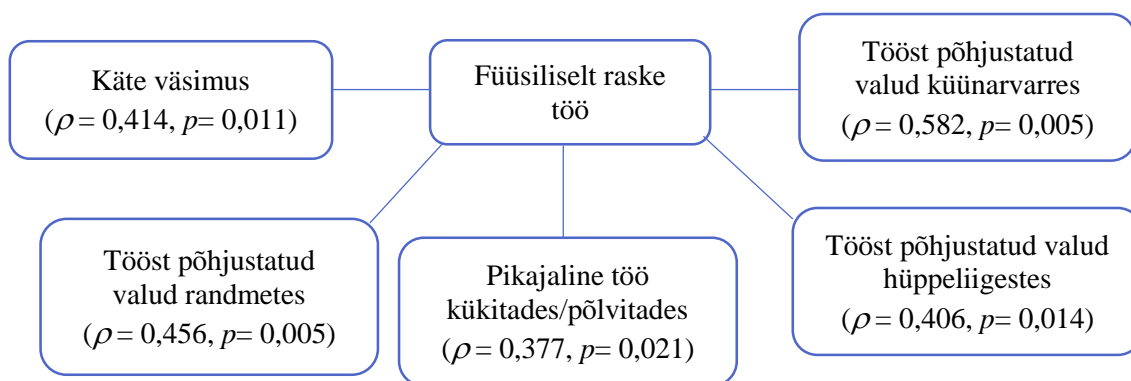 Käte väsimus
(ρ = 0,414, p= 0,011)
Füüsiliselt raske
töö
Tööst põhjustatud
valud küünarvarres
(ρ = 0,582, p= 0,005)
Tööst põhjustatud
valud randmetes
(ρ = 0,456, p= 0,005)
Pikajaline töö
kükitades/põlvitades
(ρ = 0,377, p= 0,021)
Tööst põhjustatud valud
hüppeliigestes
(ρ = 0,406, p= 0,014)